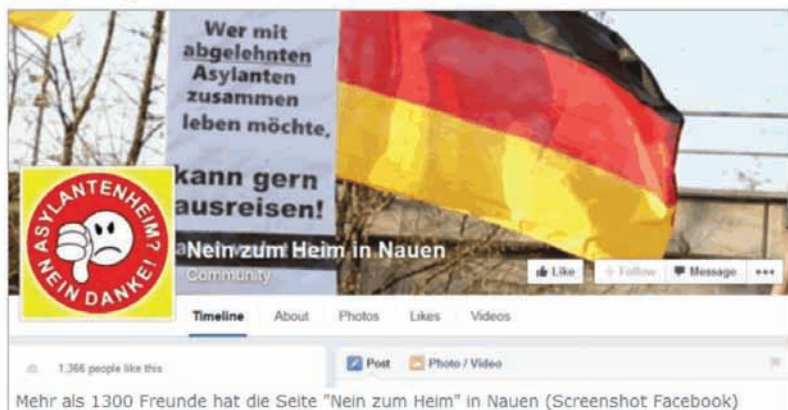 Wer mit
abgelehnten
Asylanten
zusammen
leben möchte,
kann gern
ausreisen!
ASYLANTENHEIM?
NEIN DANKE!
Nein zum Heim in Nauen
Community
Like Follow Message
Timeline About Photos Likes Videos
1,366 people like this
Post Photo / Video
Mehr als 1300 Freunde hat die Seite "Nein zum Heim" in Nauen (Screenshot Facebook)